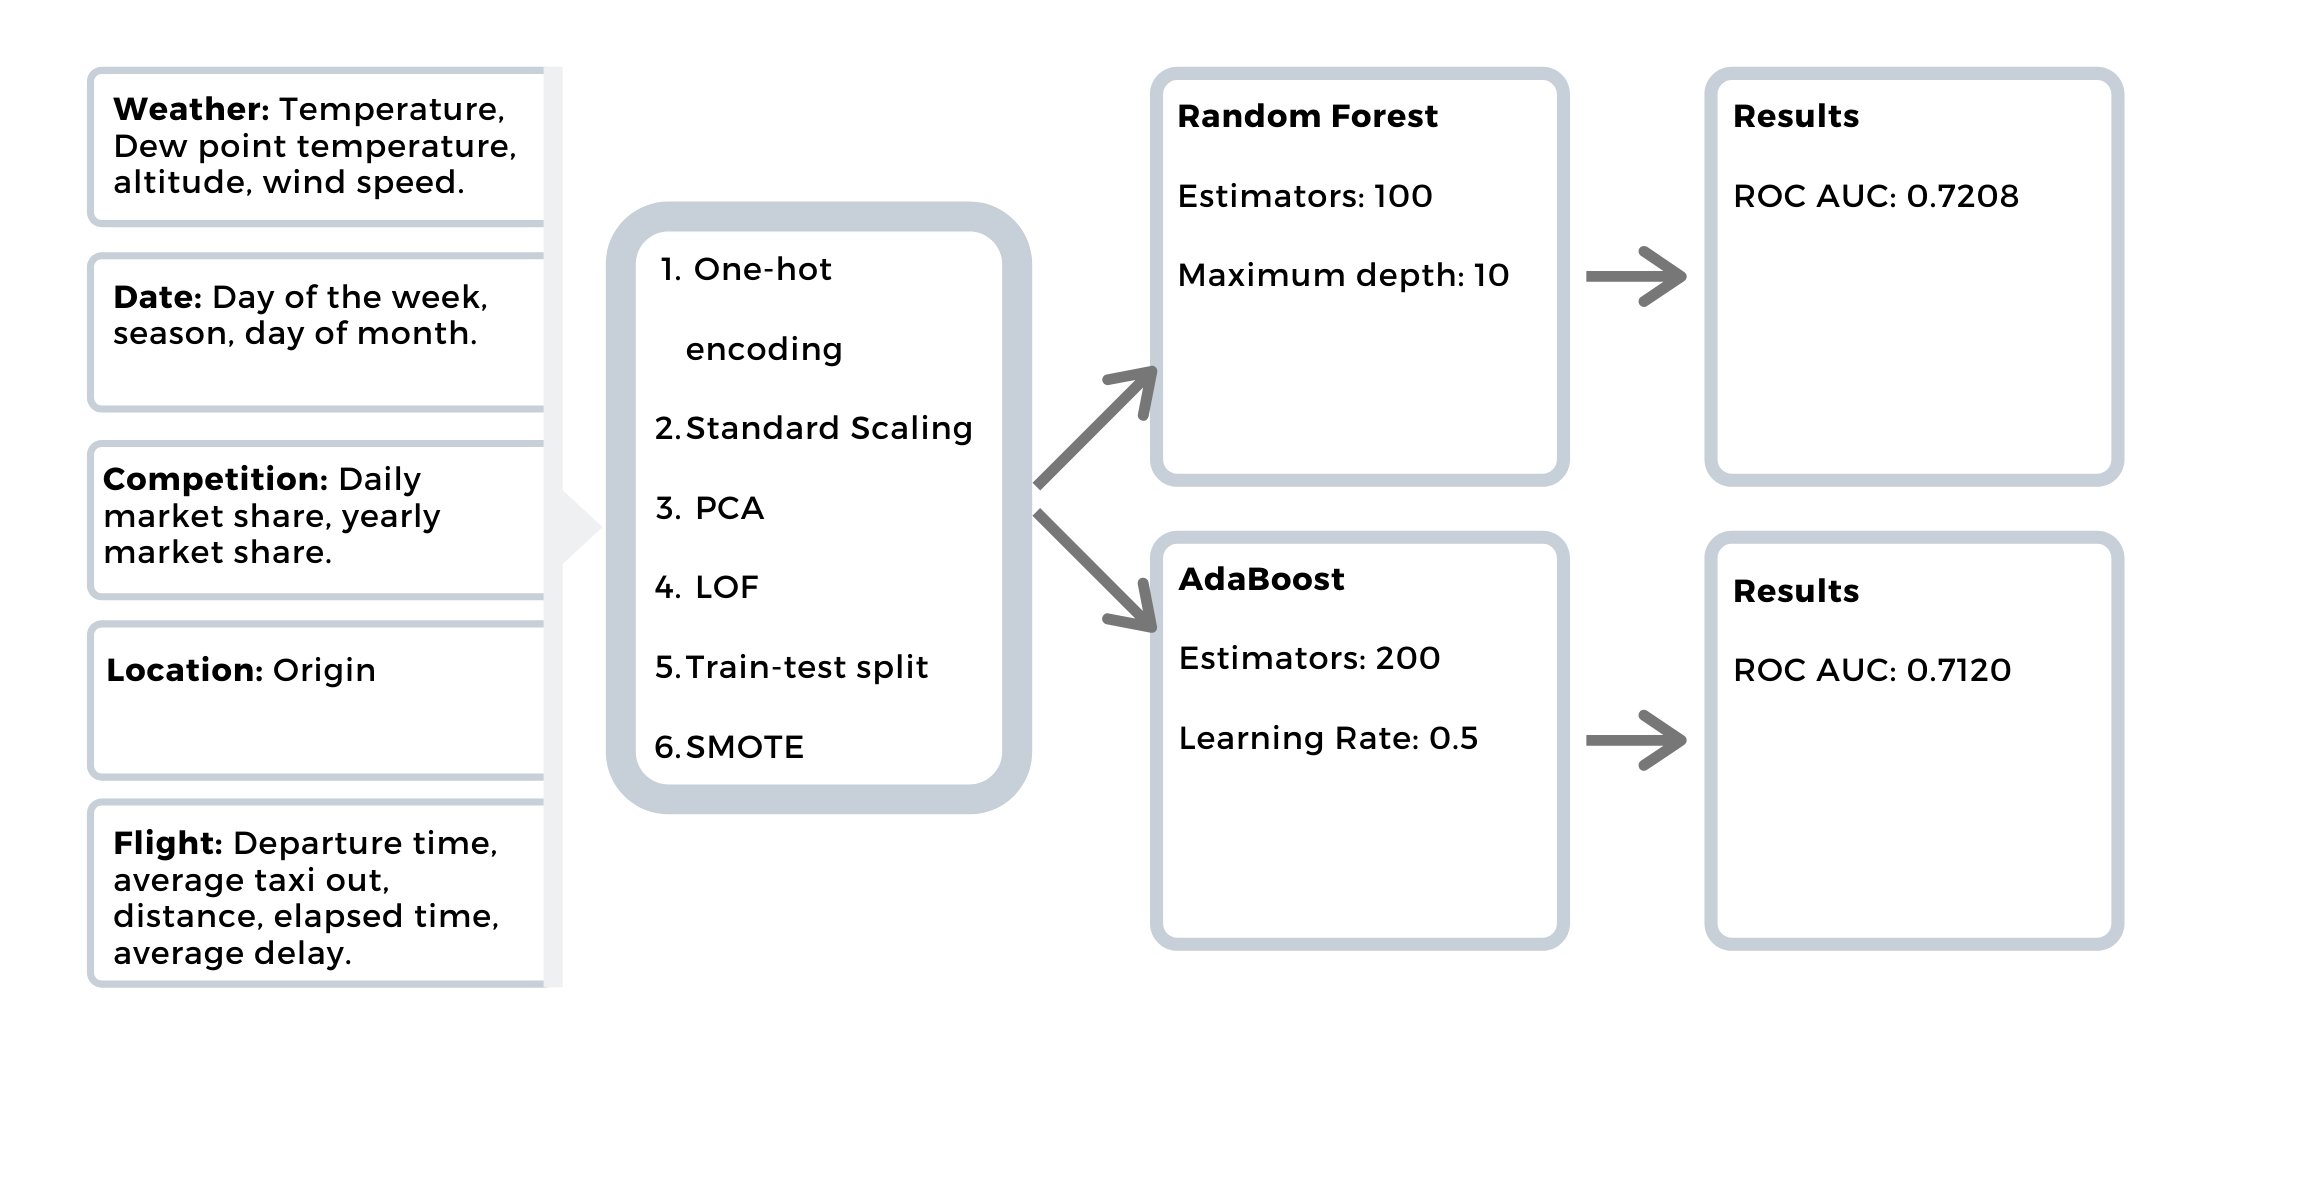 Weather: Temperature,
Dew point temperature,
altitude, wind speed.
Date: Day of the week,
season, day of month.
Competition: Daily
market share, yearly
market share.
Location: Origin
Flight: Departure time,
average taxi out,
distance, elapsed time,
average delay.
1. One-hot
encoding
2. Standard Scaling
3. PCA
4. LOF
5. Train-test split
6. SMOTE
Random Forest
Estimators: 100
Maximum depth: 10
Results
ROC AUC: 0.7208
AdaBoost
Estimators: 200
Learning Rate: 0.5
Results
ROC AUC: 0.7120